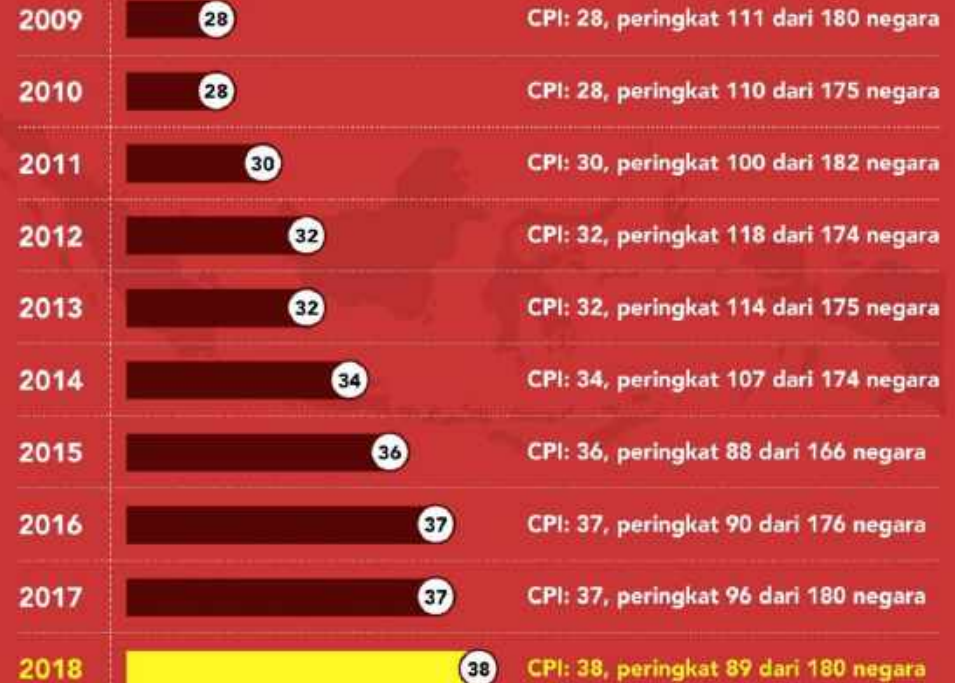 2009 28 CPI: 28, peringkat 111 dari 180 negara
2010 28 CPI: 28, peringkat 110 dari 175 negara
2011 30 CPI: 30, peringkat 100 dari 182 negara
2012 32 CPI: 32, peringkat 118 dari 174 negara
2013 32 CPI: 32, peringkat 114 dari 175 negara
2014 34 CPI: 34, peringkat 107 dari 174 negara
2015 36 CPI: 36, peringkat 88 dari 166 negara
2016 37 CPI: 37, peringkat 90 dari 176 negara
2017 37 CPI: 37, peringkat 96 dari 180 negara
2018 38 CPI: 38, peringkat 89 dari 180 negara